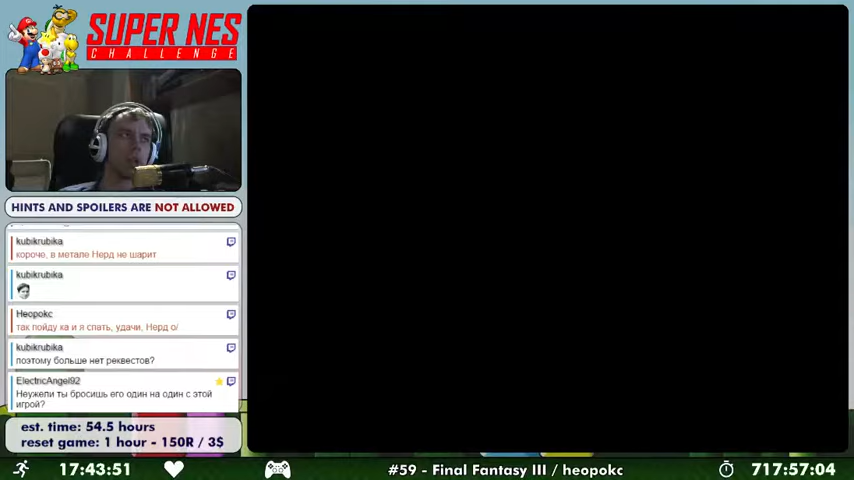 SUPER NES
CHALLENGE
HINTS AND SPOILERS ARE NOT ALLOWED
kubikrubika
короче, в метале Нерд не шарит
kubikrubika
Heopokc
так пойду ка и я спать, удачи, Нерд о/
kubikrubika
поэтому больше нет реквестов?
ElectricAngel92
Неужели ты бросишь его один на один с этой
игрой?
est. time: 54.5 hours
reset game: 1 hour - 150R / 3$
17:43:51
#59 - Final Fantasy III / heopokc
717:57:04